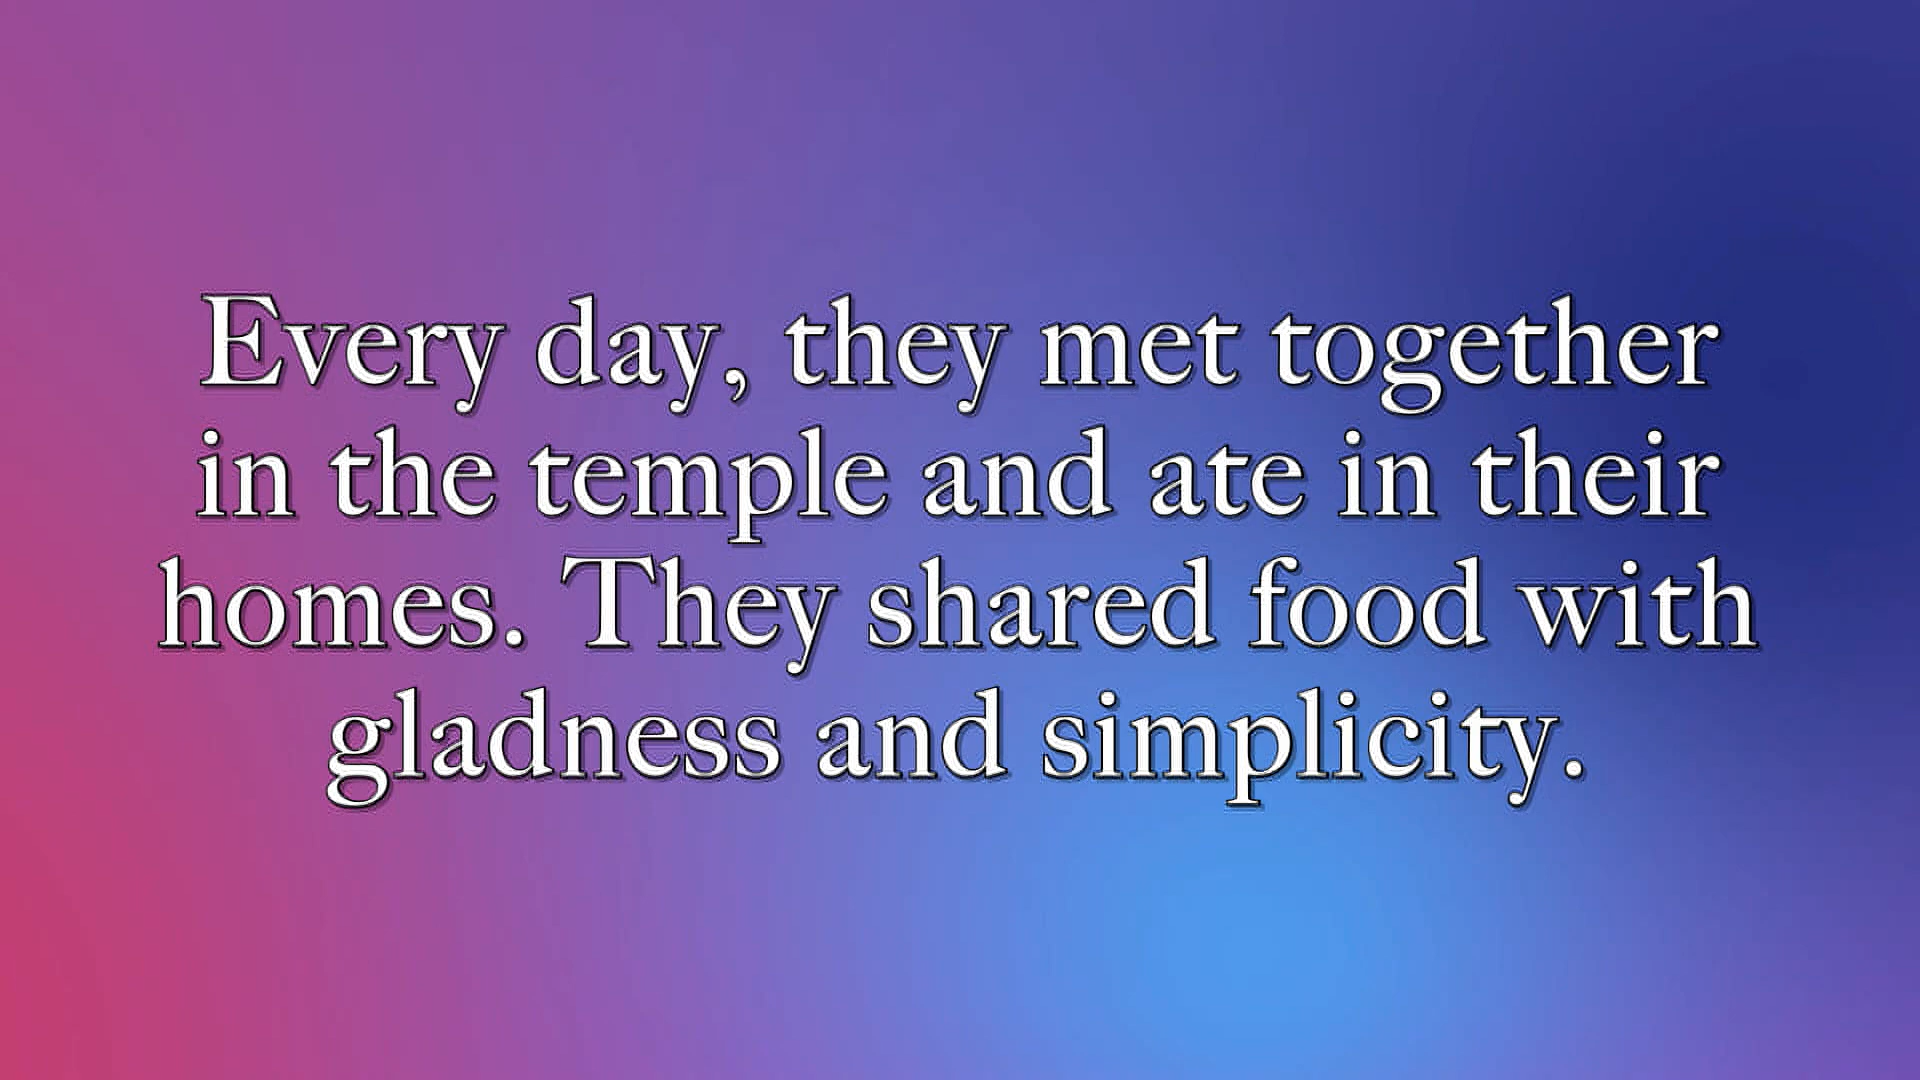 Every day, they met together
in the temple and ate in their
homes. They shared food with
gladness and simplicity.